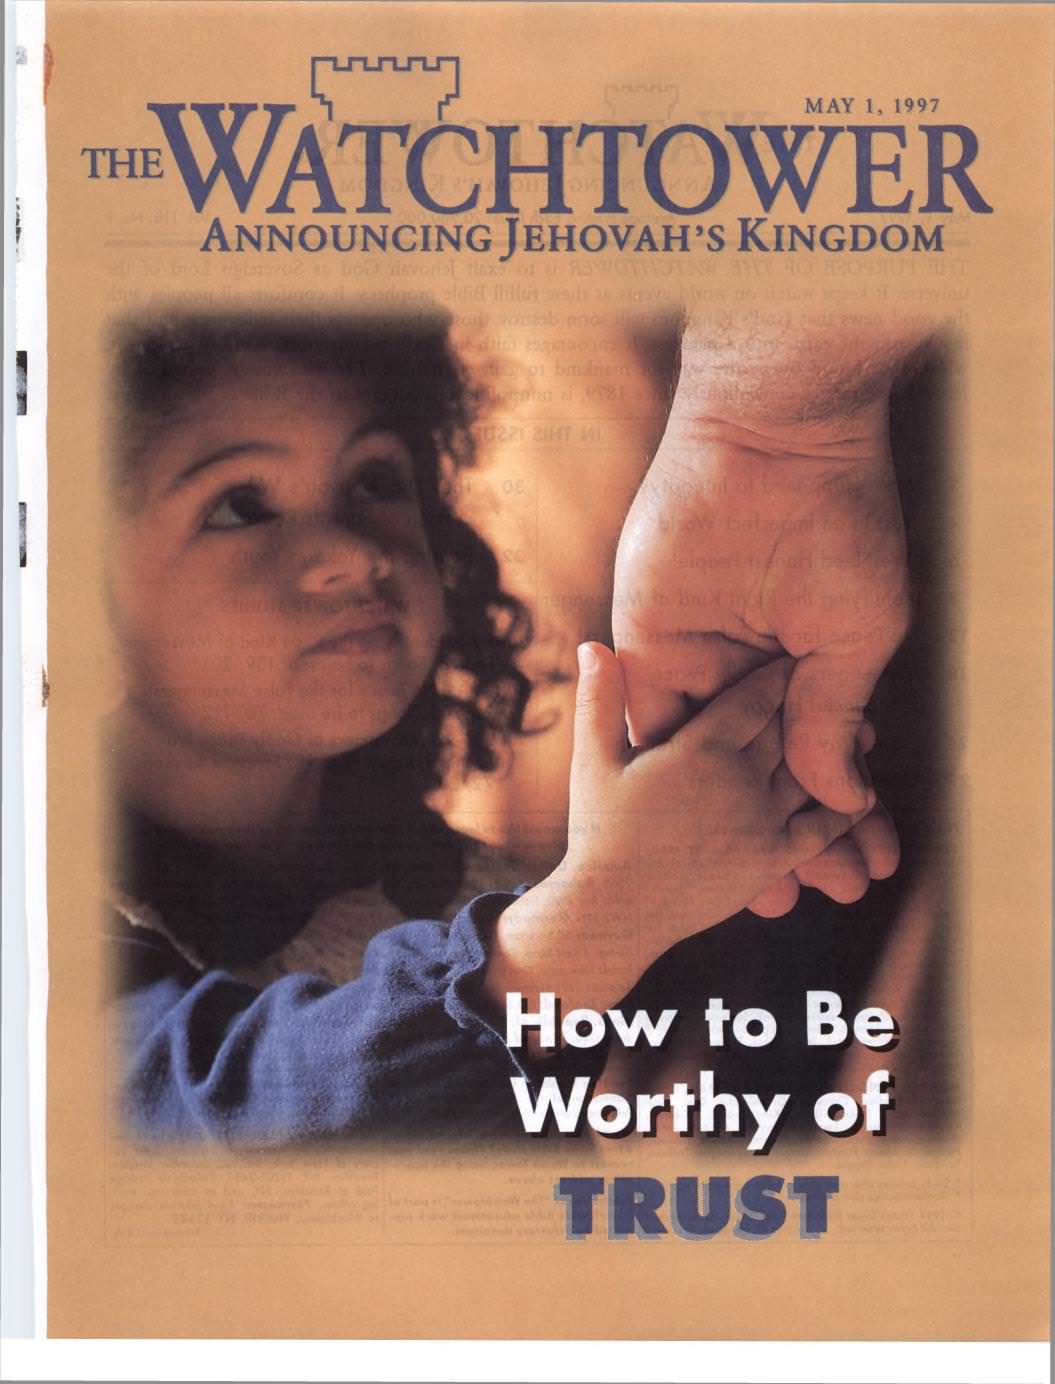 MAY 1, 1997
THE WATCHTOWER
ANNOUNCING JEHOVAH'S KINGDOM
How to Be
Worthy of
TRUST